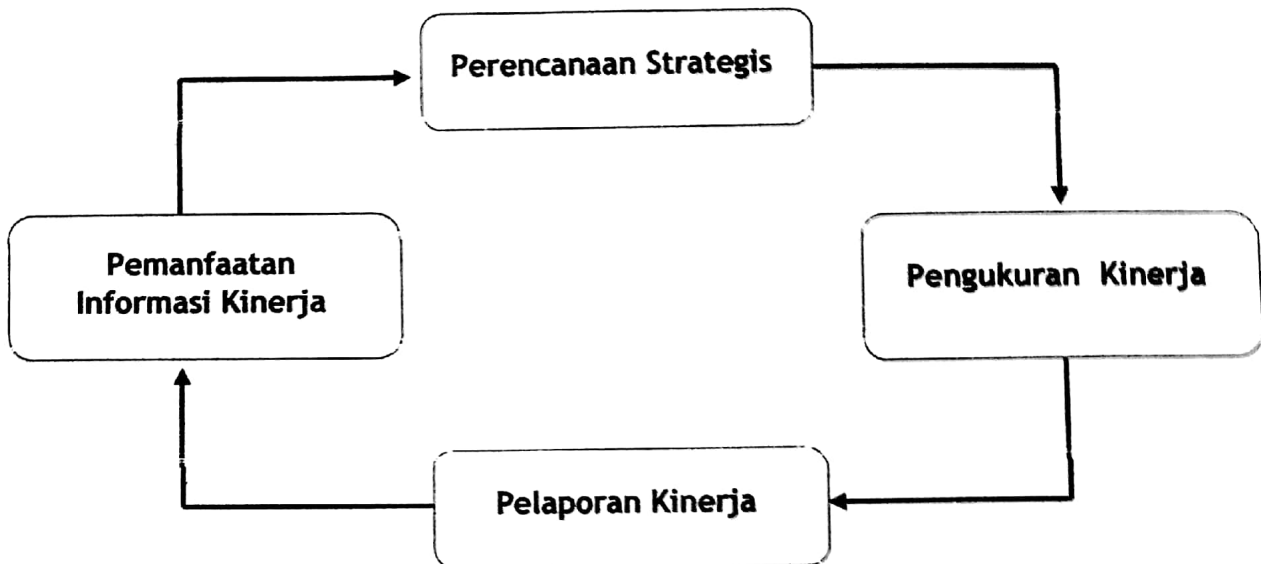 Perencanaan Strategis
Pengukuran Kinerja
Pelaporan Kinerja
Pemanfaatan
Informasi Kinerja